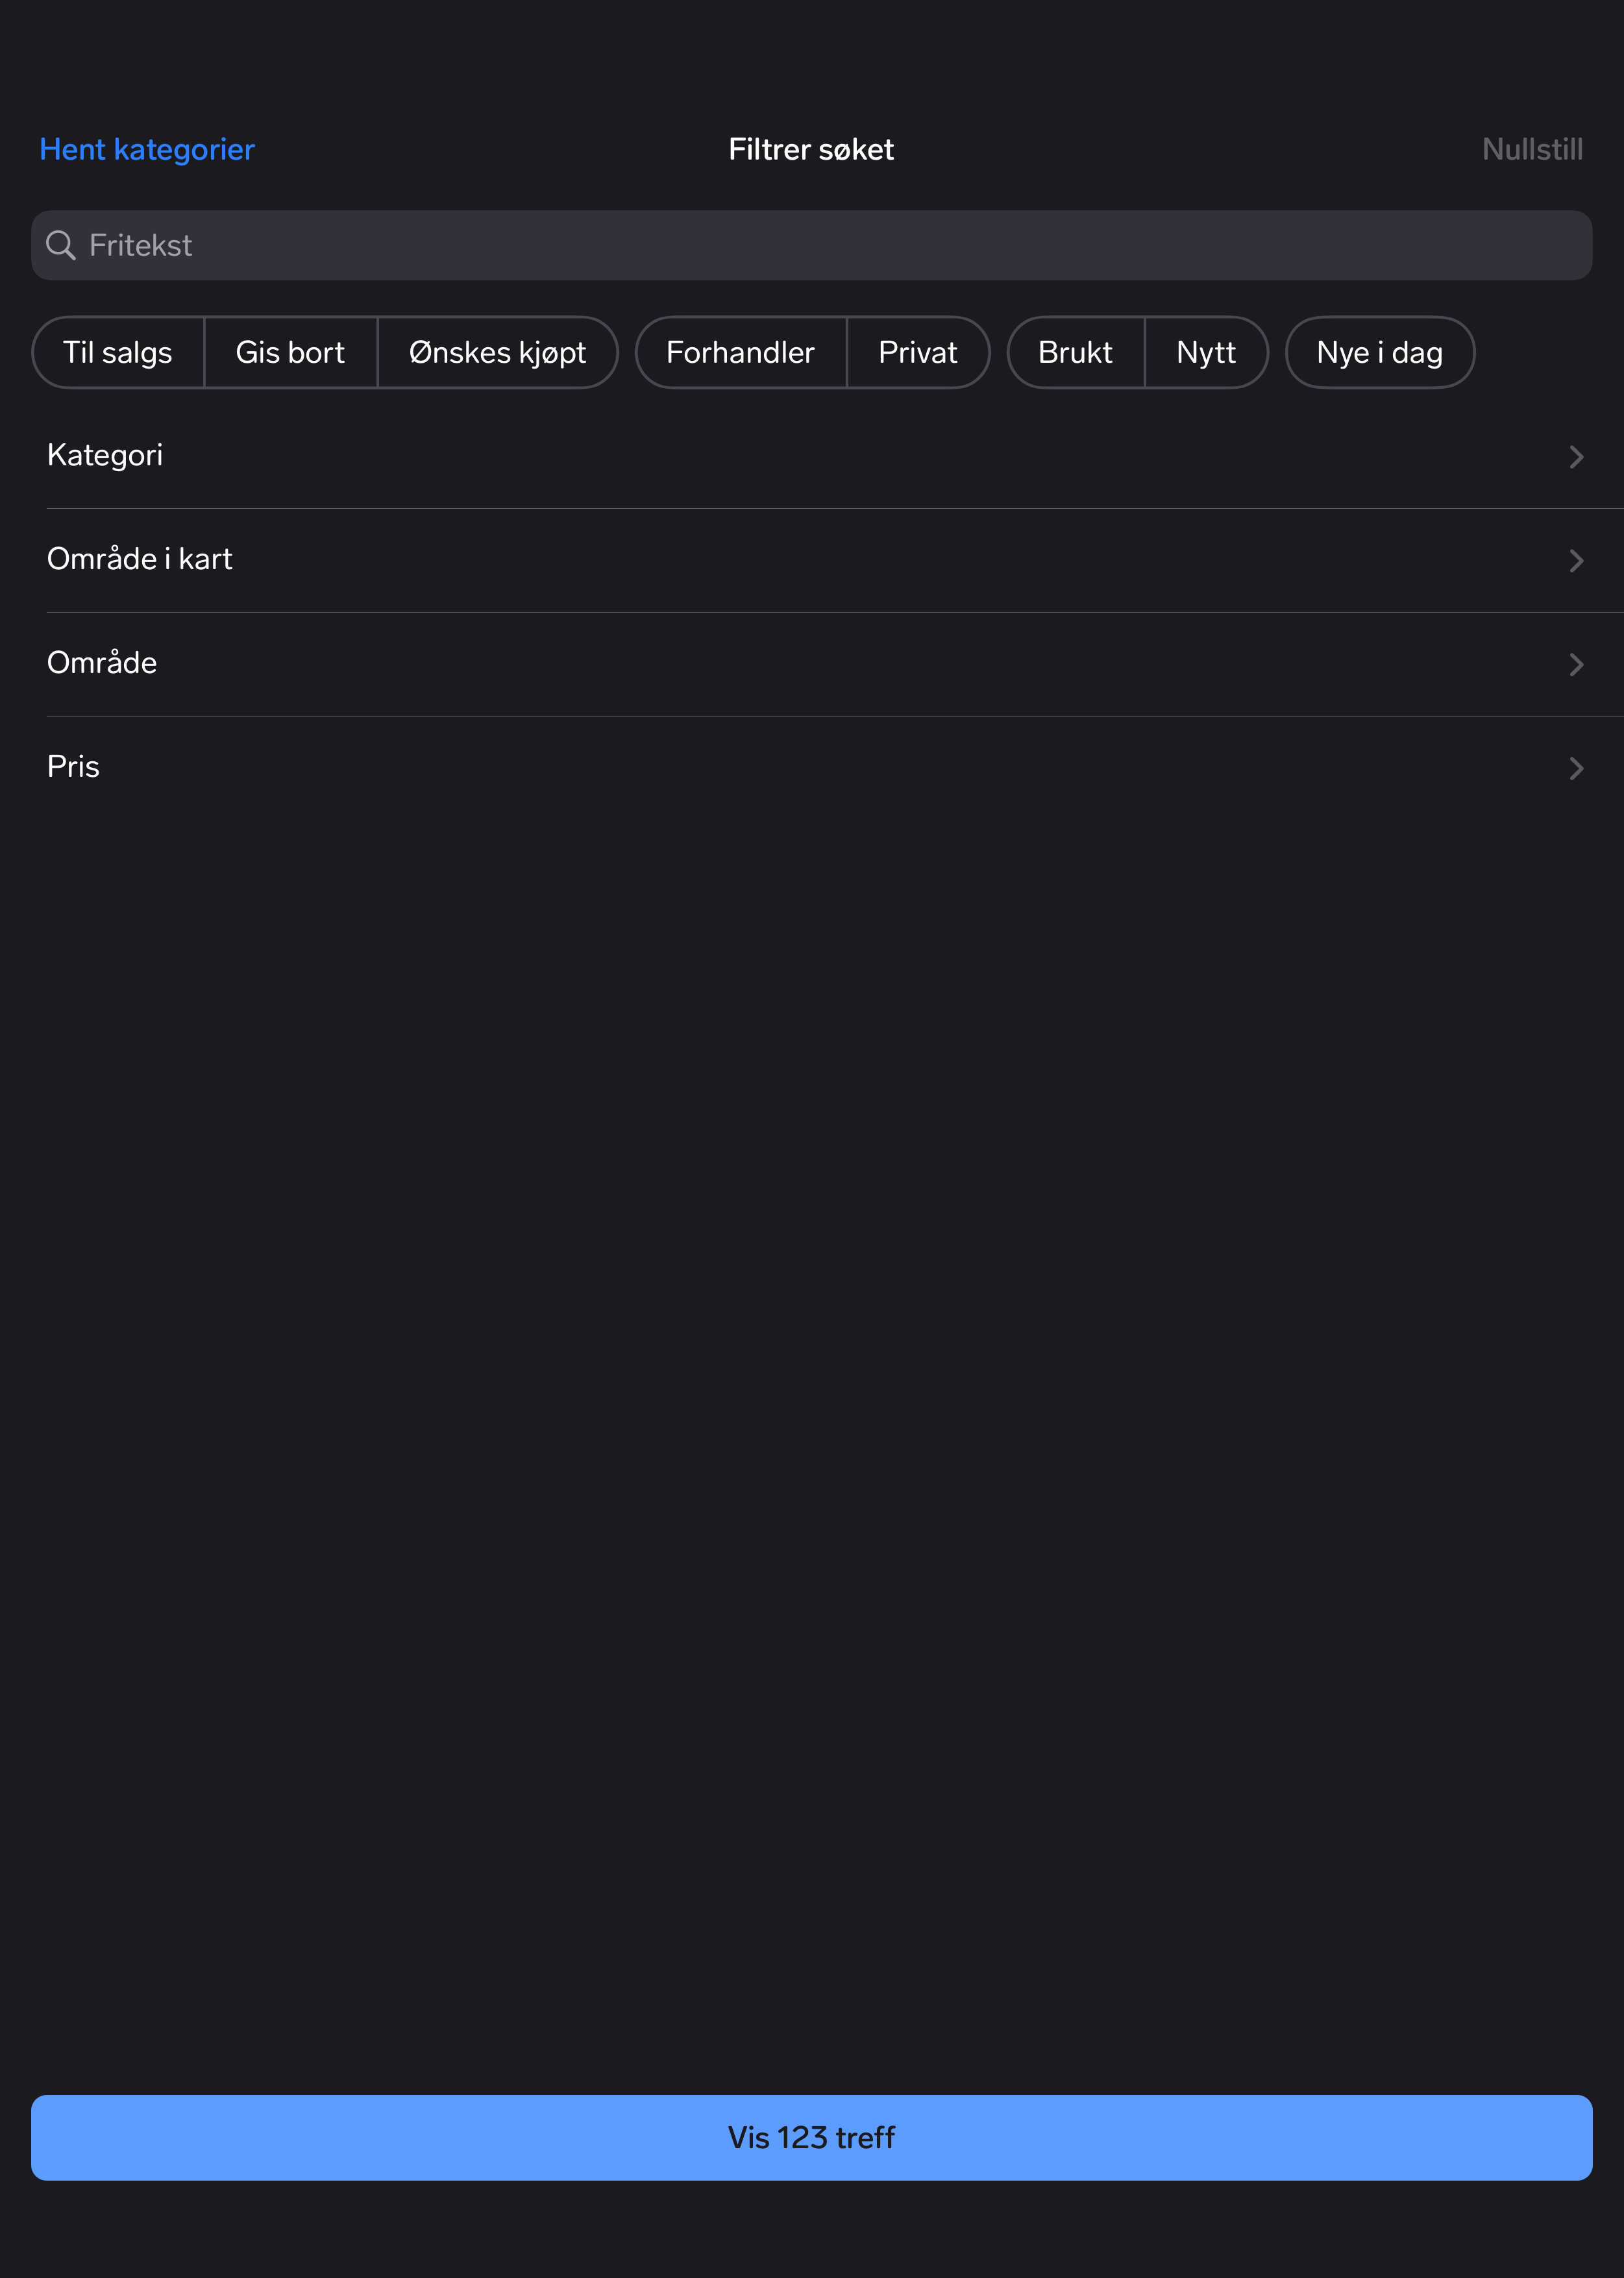 Hent kategorier Filtrer søket Nullstill
Fritekst
Til salgs Gis bort Ønskes kjøpt Forhandler Privat Brukt Nytt Nye i dag
Kategori
Område i kart
Område
Pris
Vis 123 treff